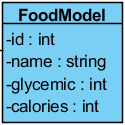 FoodModel
-id : int
-name : string
-glycemic : int
-calories : int